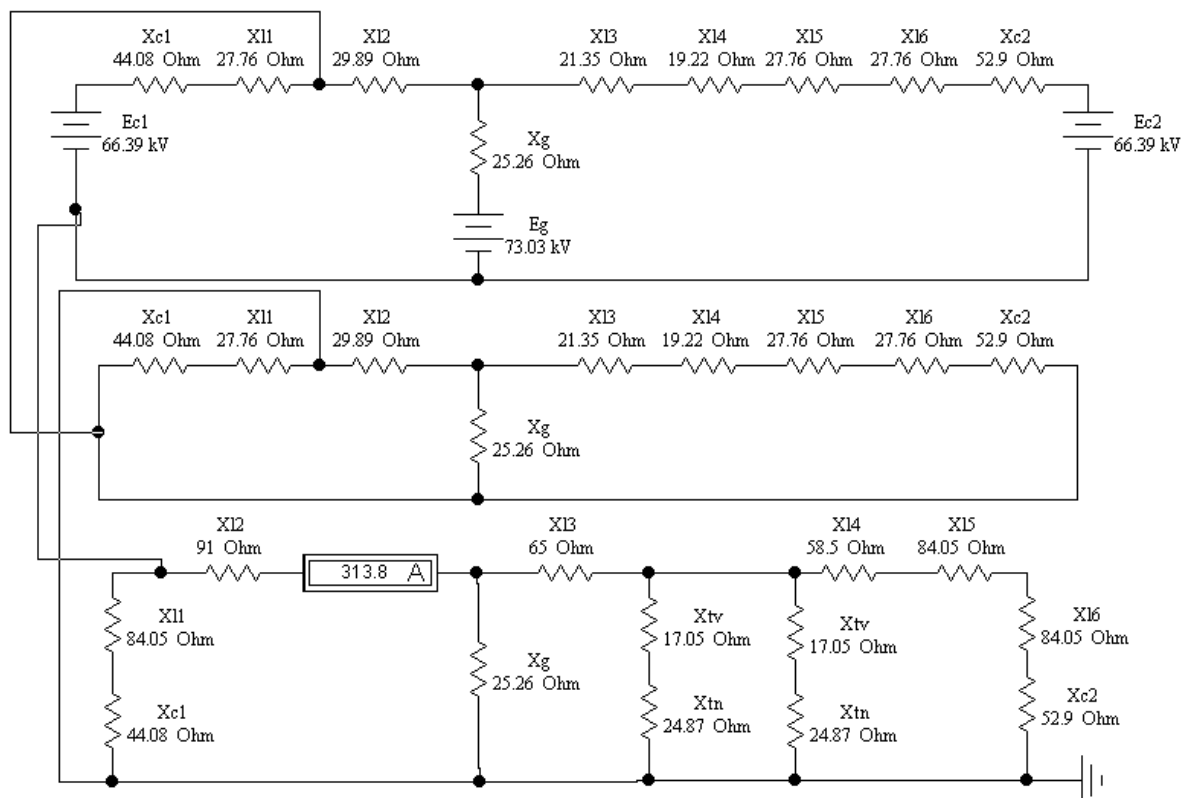 Xc1 Xl1 Xl2 Xl3 Xl4 Xl5 Xl6 Xc2
44.08 Ohm 27.76 Ohm 29.89 Ohm 21.35 Ohm 19.22 Ohm 27.76 Ohm 27.76 Ohm 52.9 Ohm
Ec1
66.39 kV
Xg
25.26 Ohm
Eg
73.03 kV
Ec2
66.39 kV
Xc1 Xl1 Xl2 Xl3 Xl4 Xl5 Xl6 Xc2
44.08 Ohm 27.76 Ohm 29.89 Ohm 21.35 Ohm 19.22 Ohm 27.76 Ohm 27.76 Ohm 52.9 Ohm
Xg
25.26 Ohm
Xl2 Xl3 Xl4 Xl5
91 Ohm 65 Ohm 58.5 Ohm 84.05 Ohm
313.8 A
Xl1
84.05 Ohm
Xc1
44.08 Ohm
Xg
25.26 Ohm
Xtv
17.05 Ohm
Xtn
24.87 Ohm
Xtv
17.05 Ohm
Xtn
24.87 Ohm
Xl6
84.05 Ohm
Xc2
52.9 Ohm